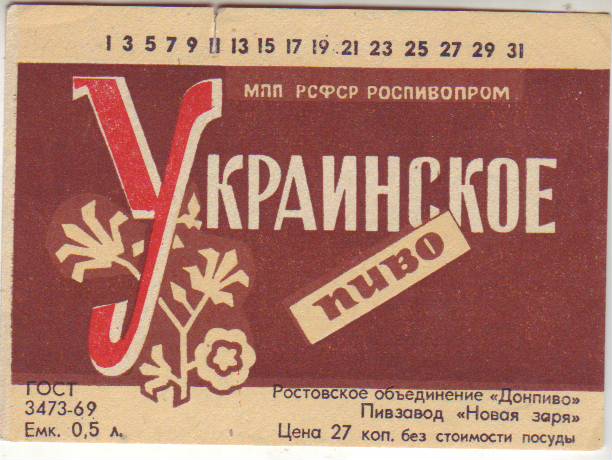 1 3 5 7 9 11 13 15 17 19 21 23 25 27 29 31
МПП РСФСР РОСПИВОПРОМ
УКРАИНСКОЕ
пиво
ГОСТ
3473-69
Емк. 0,5 л.
Ростовское объединение «Донпиво»
Пивзавод «Новая заря»
Цена 27 коп. без стоимости посуды